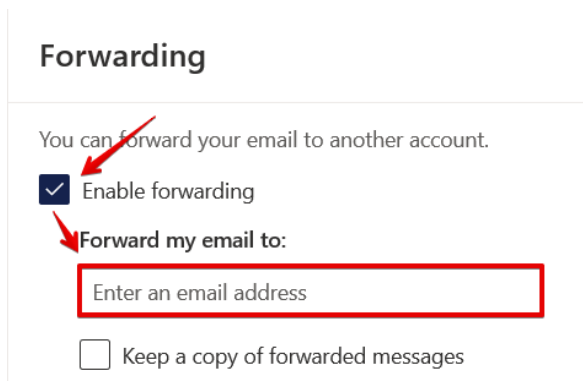 Forwarding
You can forward your email to another account.
Enable forwarding
Forward my email to:
Enter an email address
Keep a copy of forwarded messages